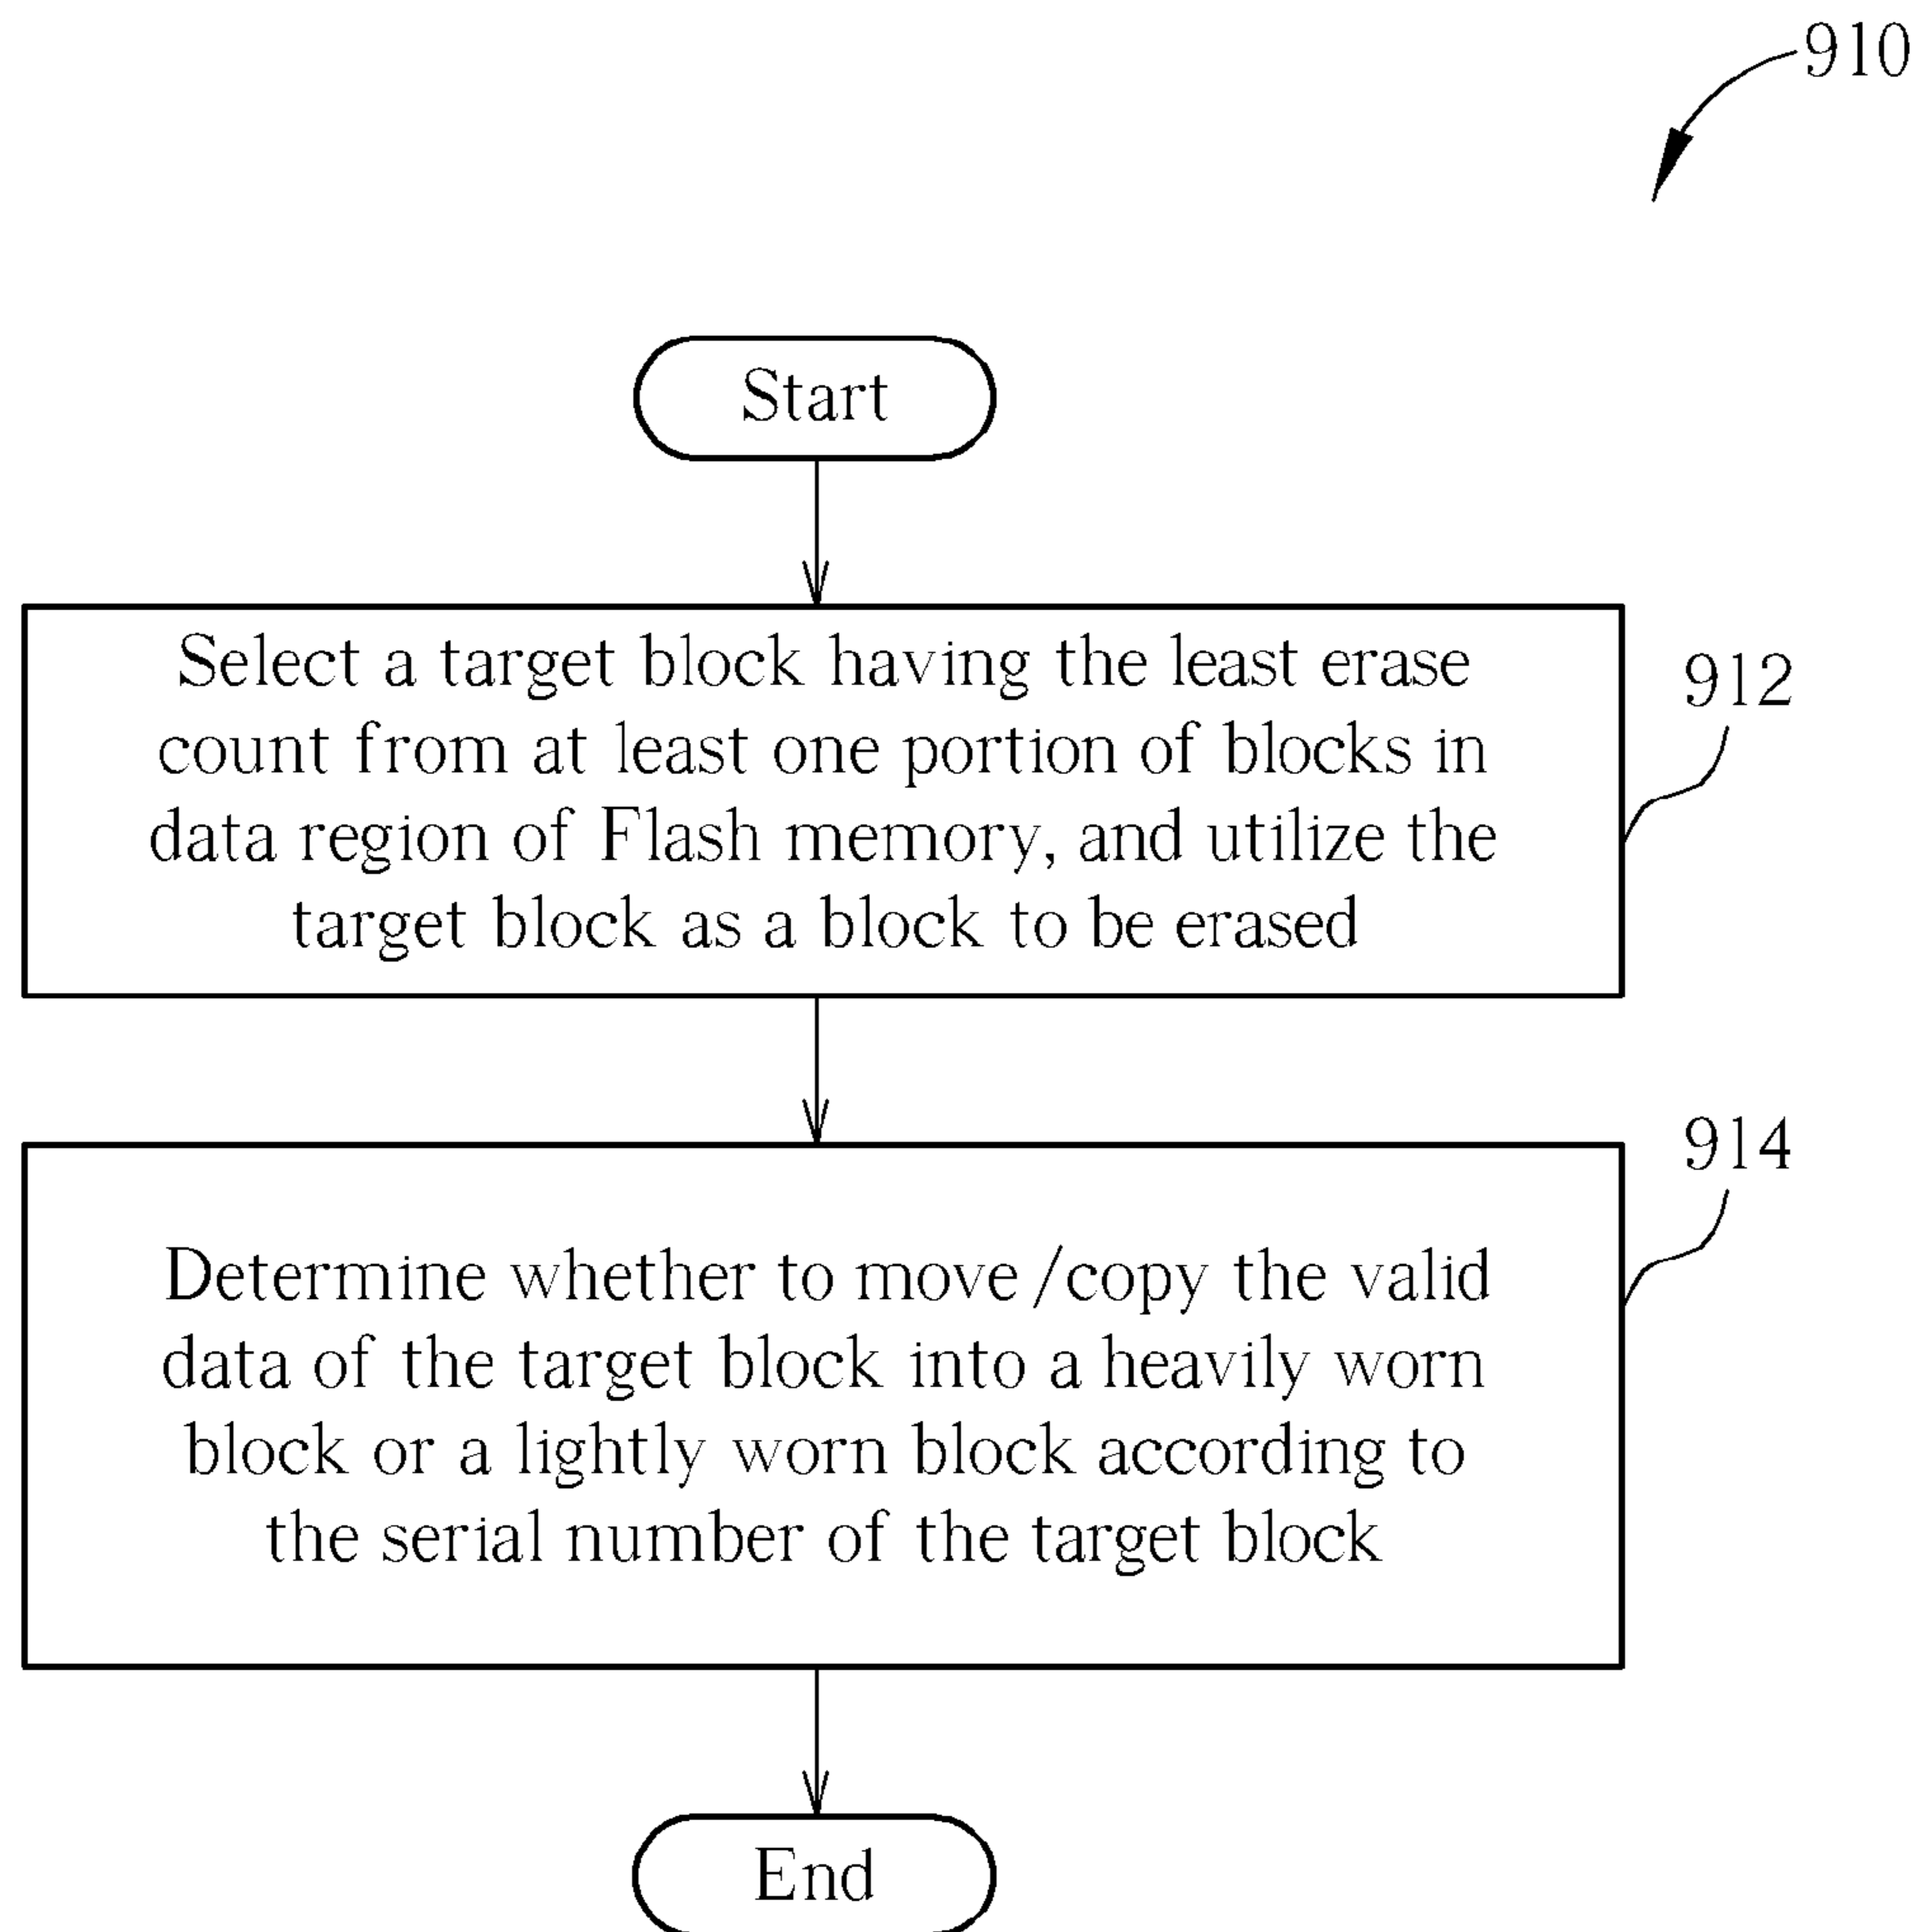 910
Start
Select a target block having the least erase
count from at least one portion of blocks in
data region of Flash memory, and utilize the
target block as a block to be erased
912
914
Determine whether to move/copy the valid
data of the target block into a heavily worn
block or a lightly worn block according to
the serial number of the target block
End